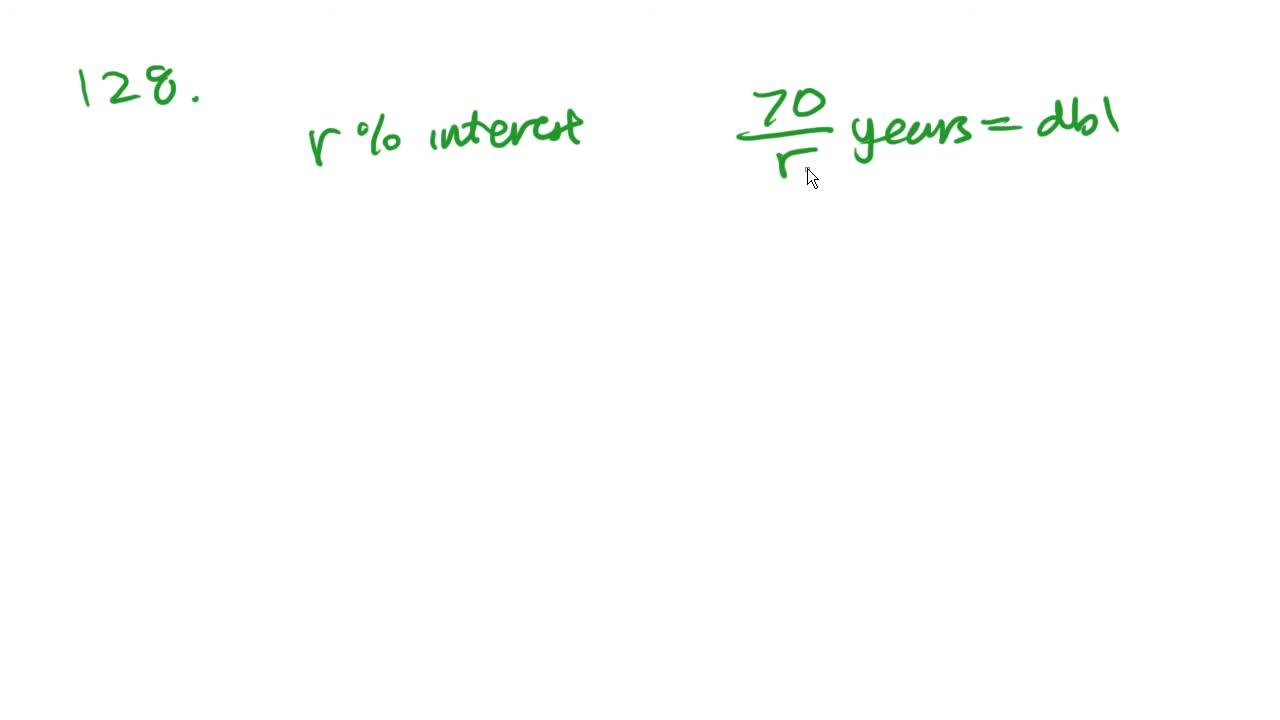 128.
r % interest
70/r years = dbl